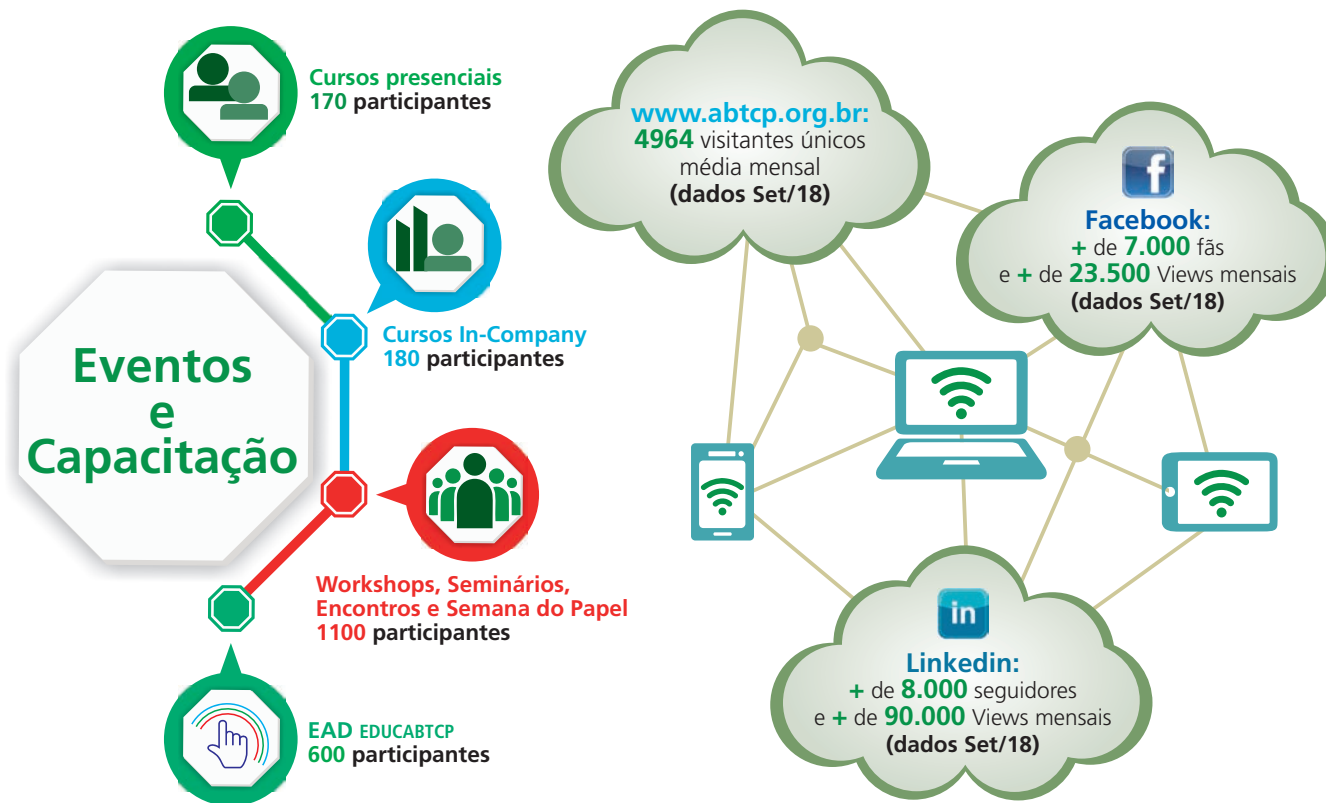 Eventos
e
Capacitação
Cursos presenciais
170 participantes
Cursos In-Company
180 participantes
Workshops, Seminários,
Encontros e Semana do Papel
1100 participantes
EAD EDUCABTCP
600 participantes
www.abtcp.org.br:
4964 visitantes únicos
média mensal
(dados Set/18)
f
Facebook:
+ de 7.000 fãs
e + de 23.500 Views mensais
(dados Set/18)
in
Linkedin:
+ de 8.000 seguidores
e + de 90.000 Views mensais
(dados Set/18)